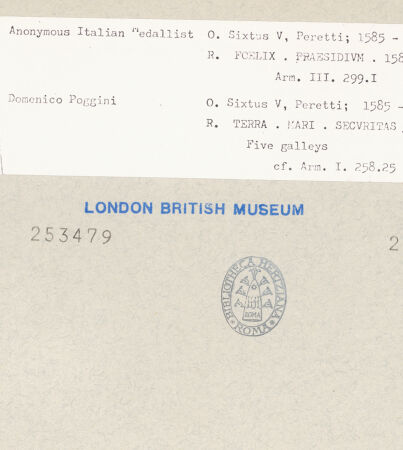 Anonymous Italian Medallist O. Sixtus V, Peretti; 1585 -
R. FOELIX . PRAESIDIVM . 158
Arm. III. 299.I
Domenico Poggini O. Sixtus V, Peretti; 1585 -
R. TERRA . MARI . SECVRITAS
Five galleys
cf. Arm. I. 258.25
LONDON BRITISH MUSEUM
253479 2
BIBLIOTHECA HERTZIANA
ROMA
ROMA